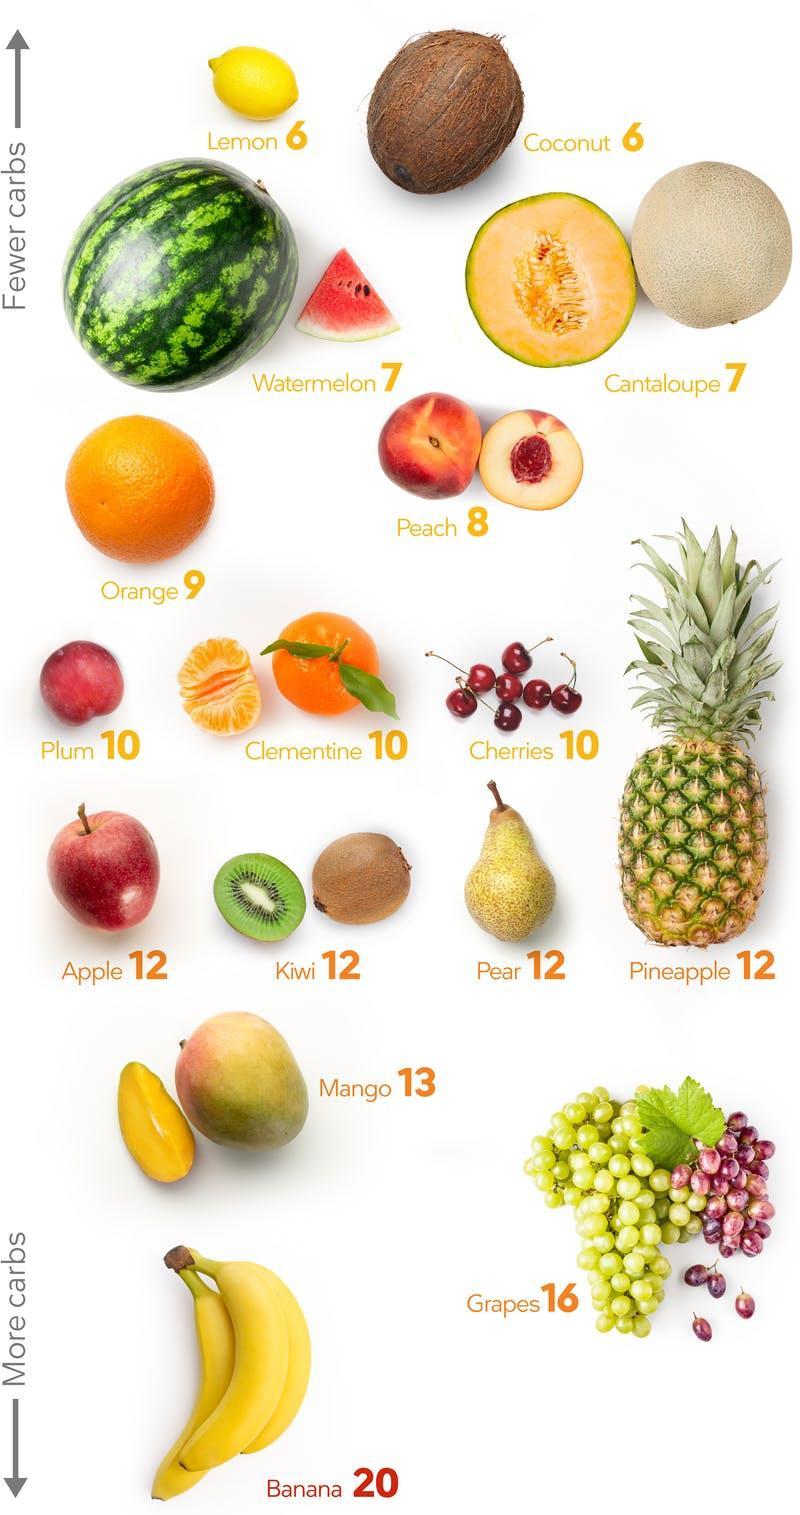 Fewer carbs
Lemon 6
Coconut 6
Watermelon 7
Cantaloupe 7
Peach 8
Orange 9
Plum 10
Clementine 10
Cherries 10
Apple 12
Kiwi 12
Pear 12
Pineapple 12
Mango 13
Grapes 16
More carbs
Banana 20